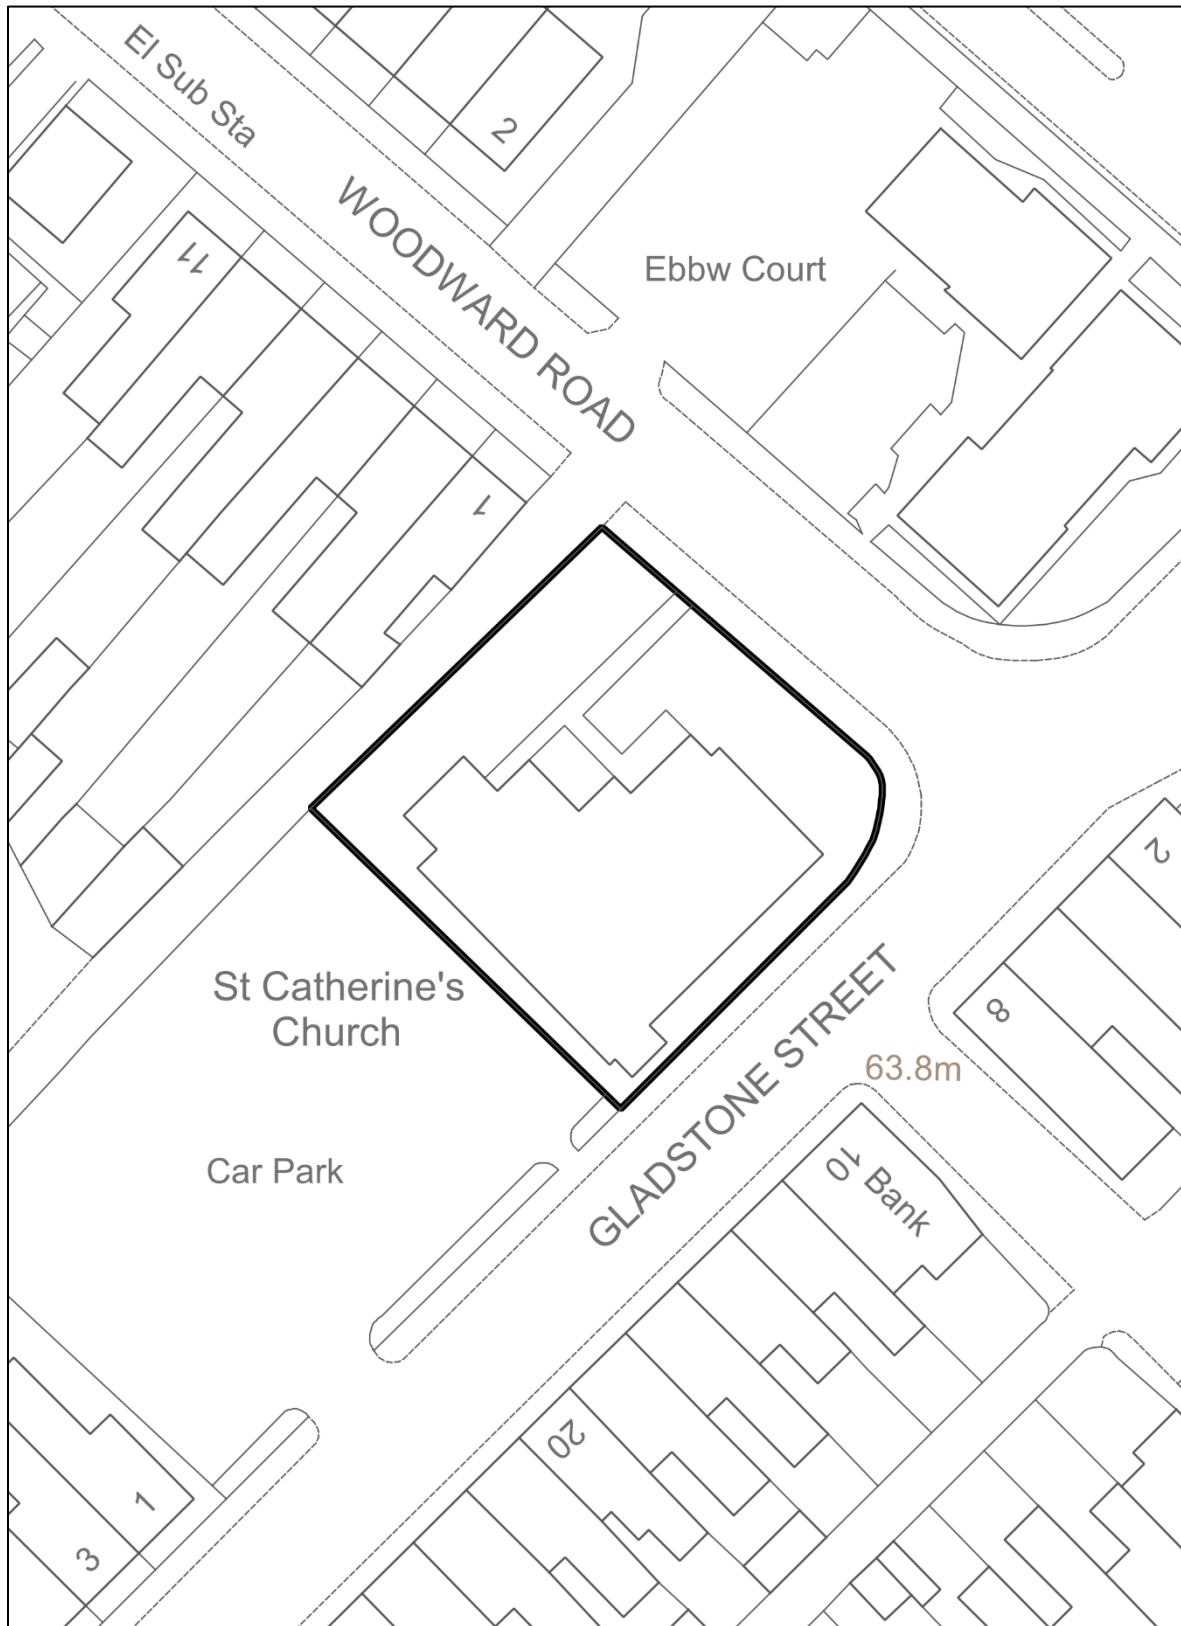 El Sub Sta
2
WOODWARD ROAD
11
Ebbw Court
1
2
St Catherine's
Church
8
GLADSTONE STREET
63.8m
Car Park
10
Bank
20
1
3